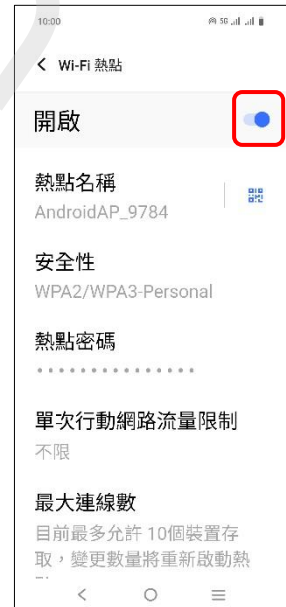 10:00
5G
Wi-Fi 熱點
開啟
熱點名稱
AndroidAP_9784
安全性
WPA2/WPA3-Personal
熱點密碼
單次行動網路流量限制
不限
最大連線數
目前最多允許 10個裝置存
取，變更數量將重新啟動熱